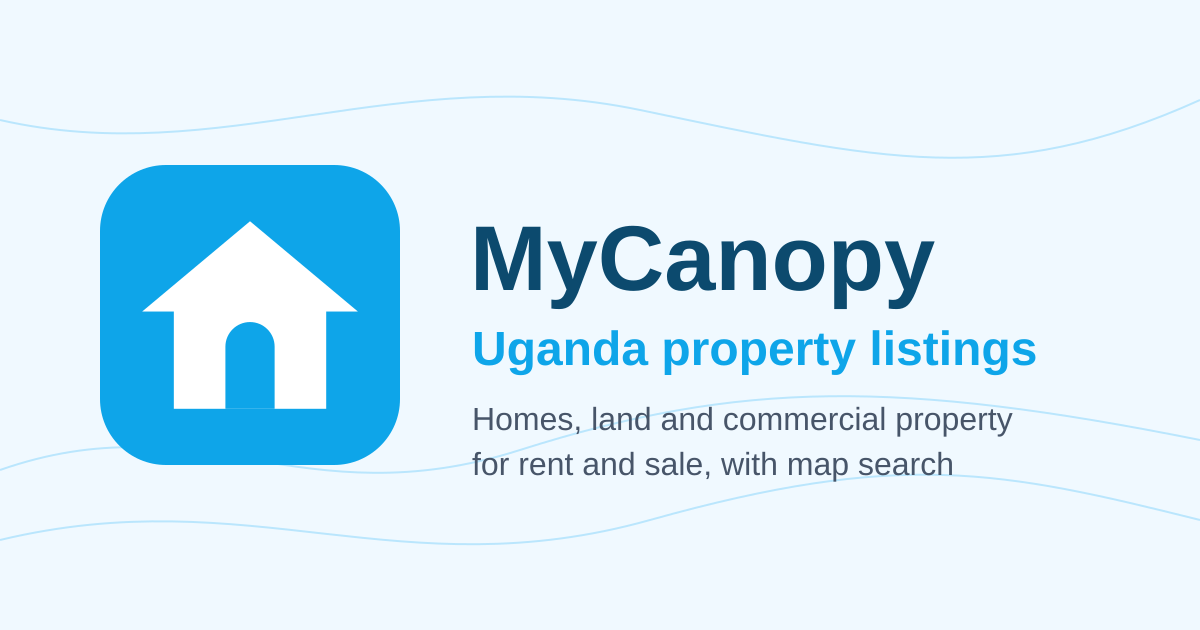 MyCanopy
Uganda property listings
Homes, land and commercial property
for rent and sale, with map search